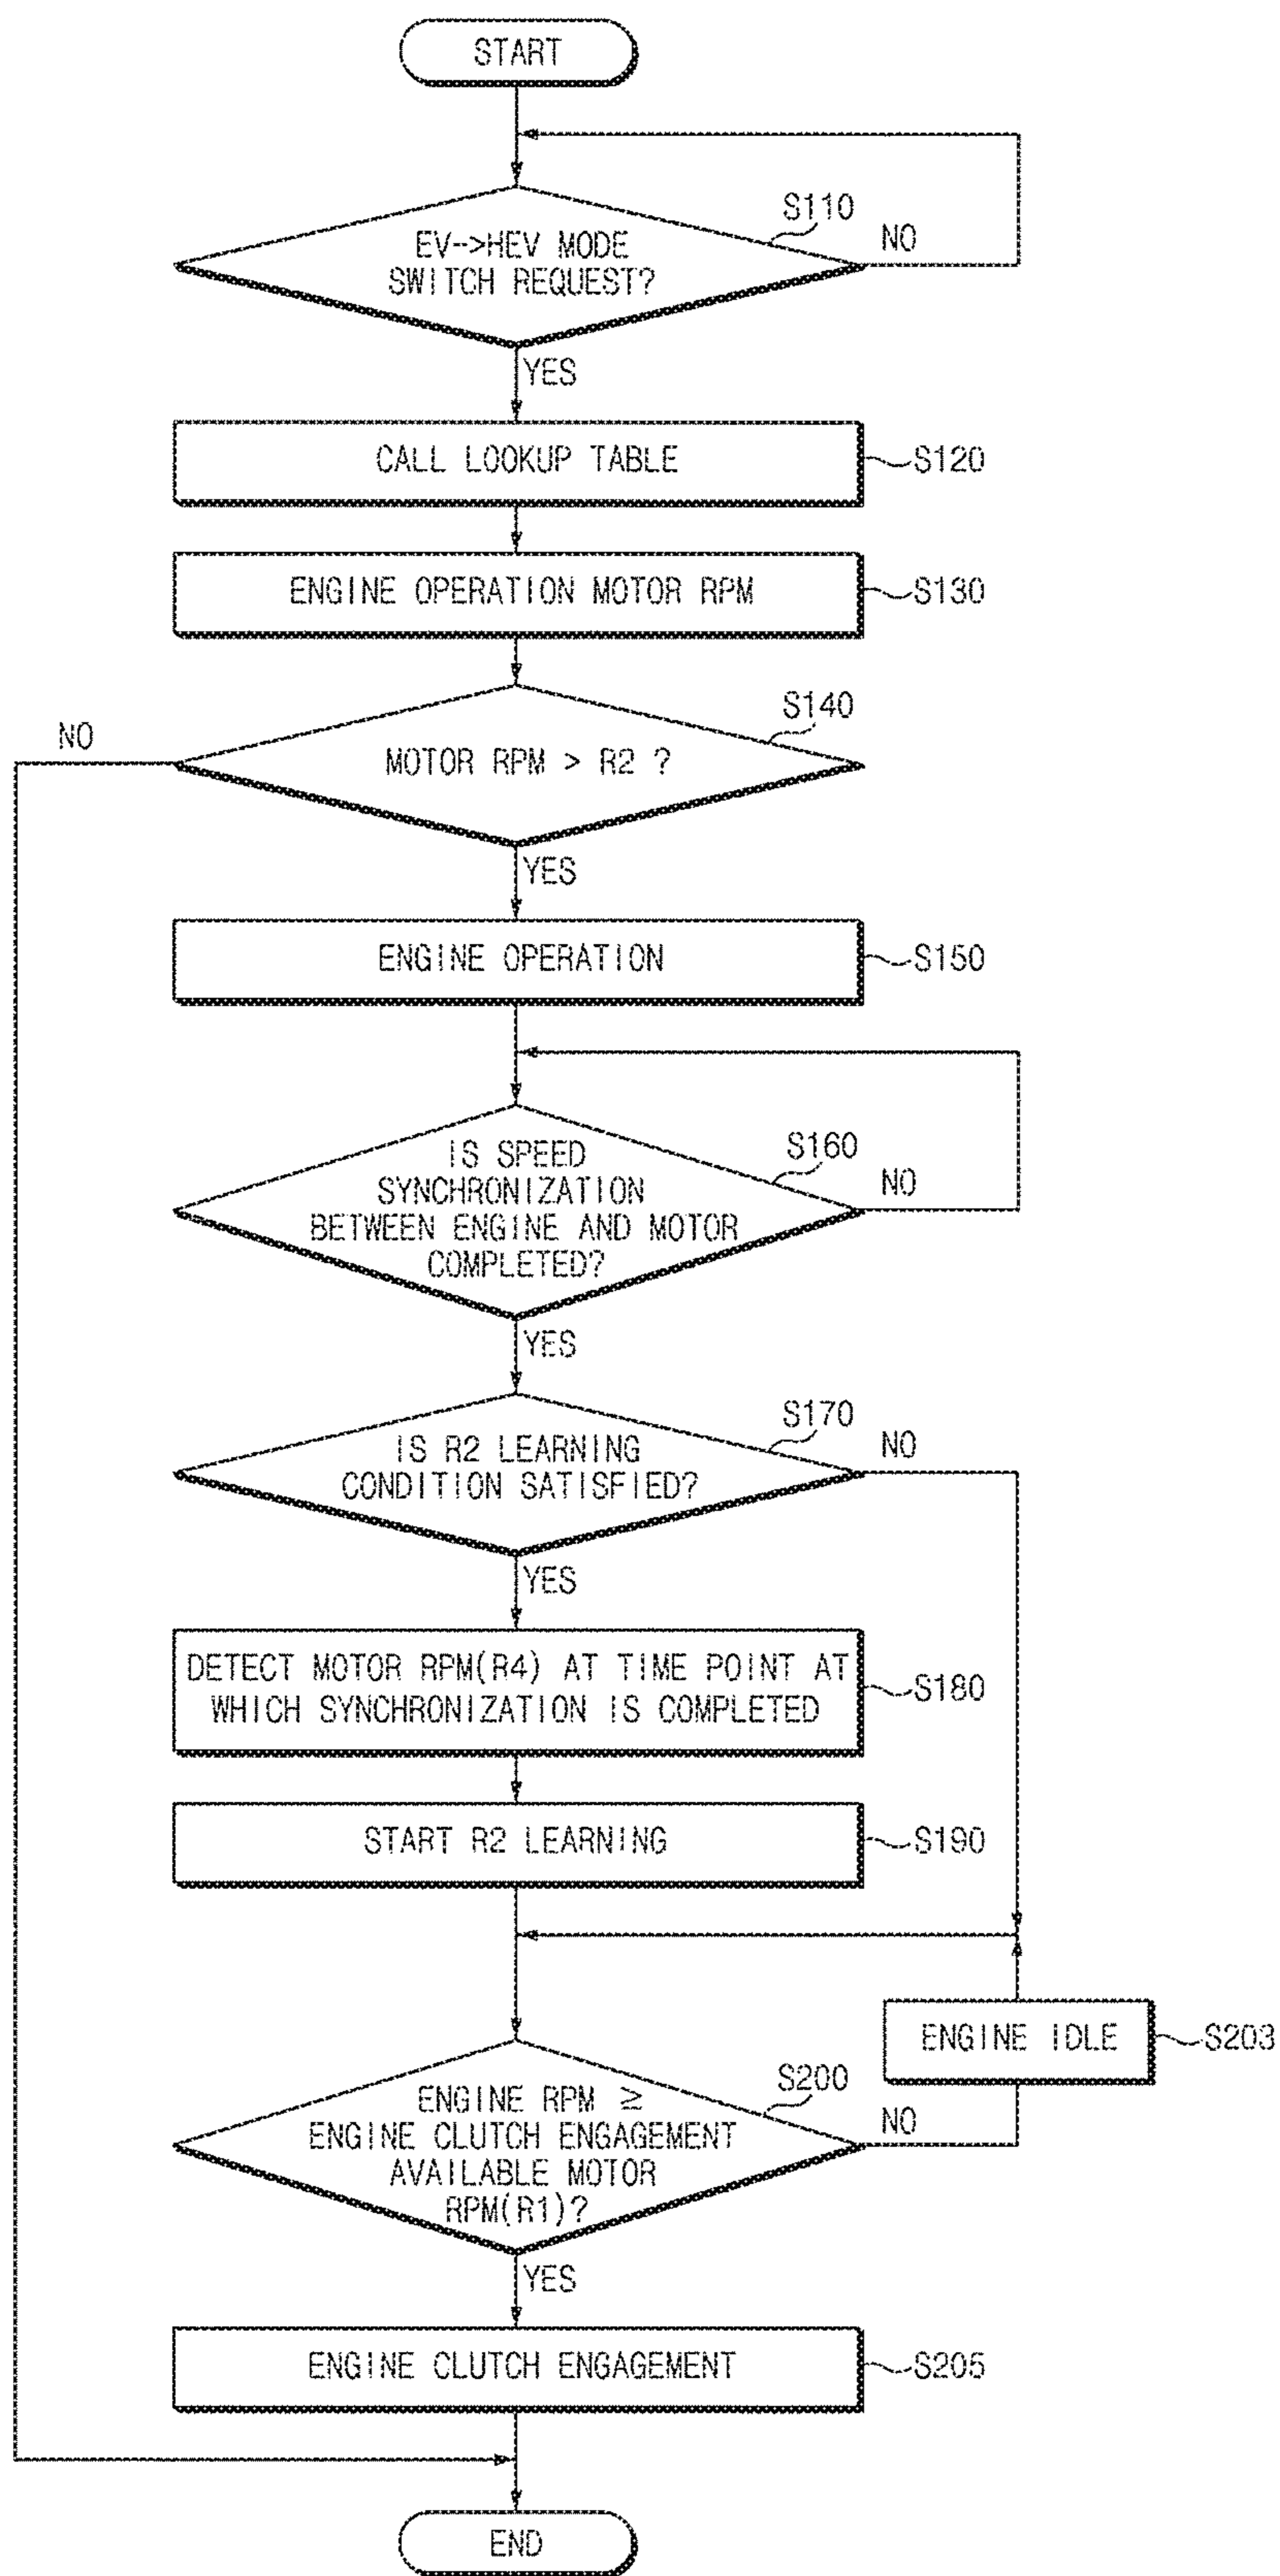 START
S110
EV->HEV MODE
SWITCH REQUEST?
NO
YES
CALL LOOKUP TABLE
S120
ENGINE OPERATION MOTOR RPM
S130
S140
NO
MOTOR RPM > R2 ?
YES
ENGINE OPERATION
S150
S160
IS SPEED
SYNCHRONIZATION
BETWEEN ENGINE AND MOTOR
COMPLETED?
NO
YES
S170
IS R2 LEARNING
CONDITION SATISFIED?
NO
YES
DETECT MOTOR RPM(R4) AT TIME POINT AT
WHICH SYNCHRONIZATION IS COMPLETED
S180
START R2 LEARNING
S190
ENGINE IDLE
S203
S200
ENGINE RPM ≥
ENGINE CLUTCH ENGAGEMENT
AVAILABLE MOTOR
RPM(R1)?
NO
YES
ENGINE CLUTCH ENGAGEMENT
S205
END